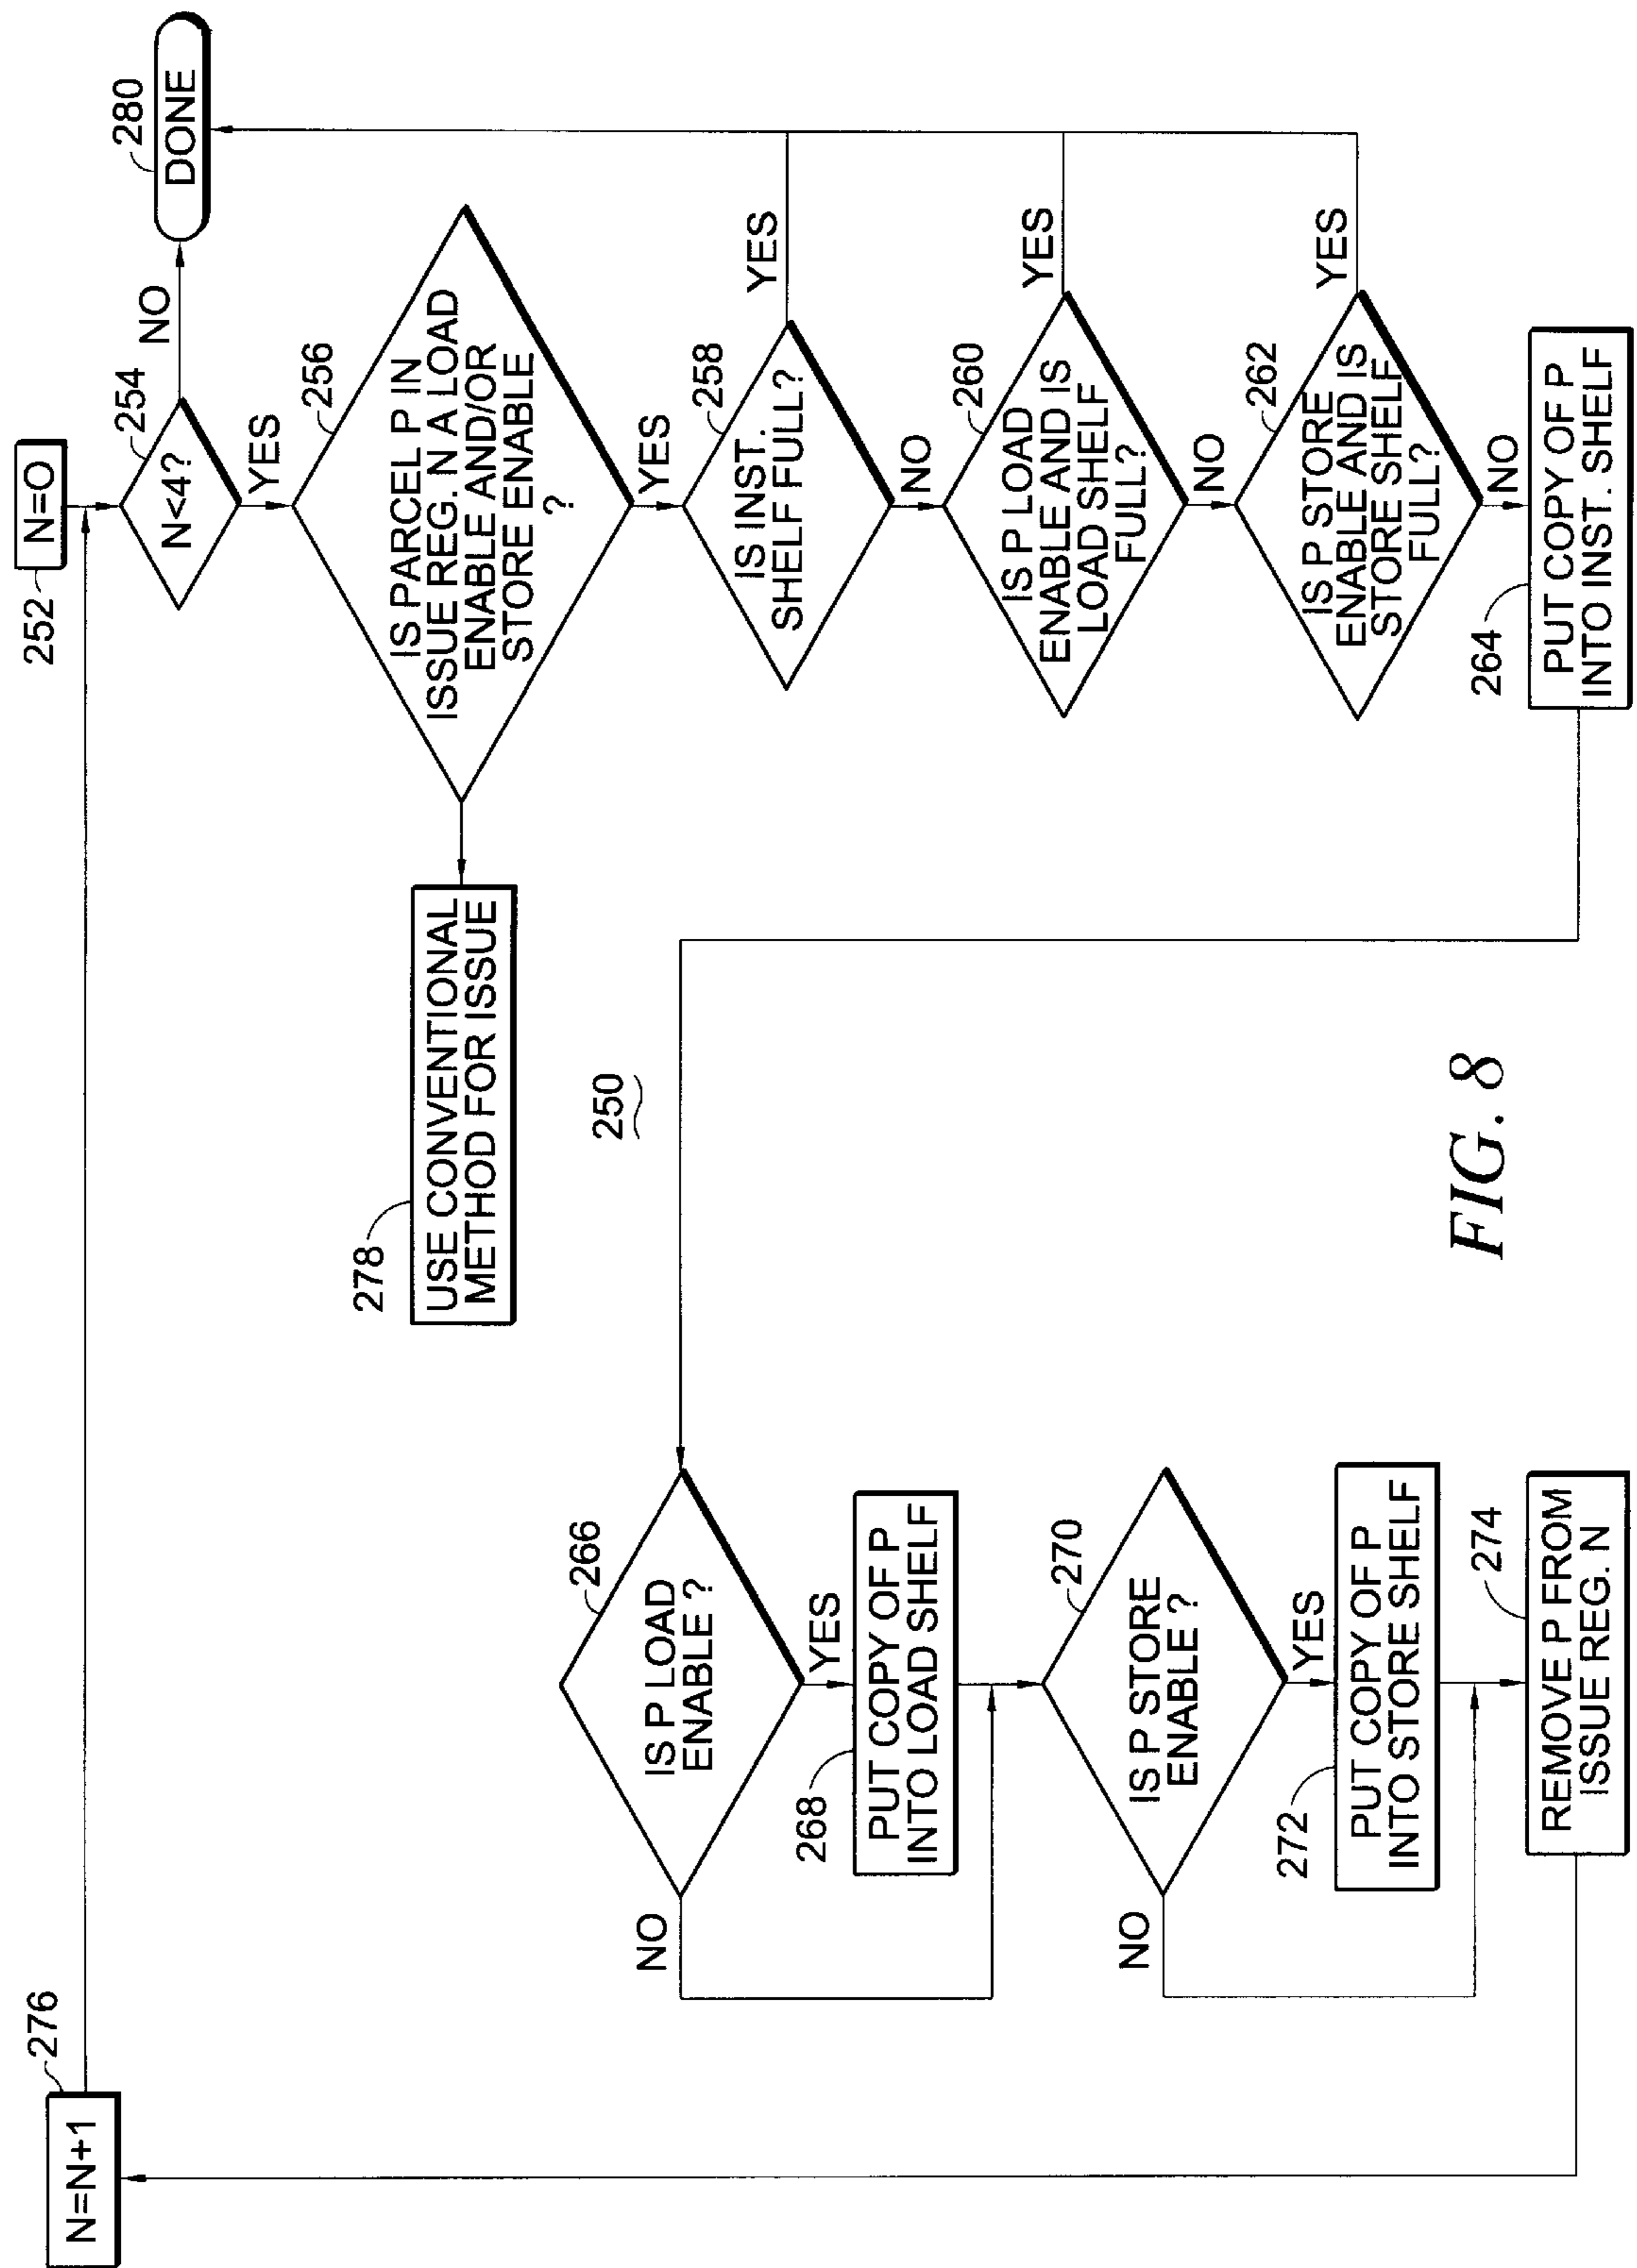 252
N=O
254
N<4?
NO
280
DONE
YES
256
IS PARCEL P IN
ISSUE REG. N A LOAD
ENABLE AND/OR
STORE ENABLE
?
278
USE CONVENTIONAL
METHOD FOR ISSUE
YES
258
IS INST.
SHELF FULL?
YES
NO
260
IS P LOAD
ENABLE AND IS
LOAD SHELF
FULL?
YES
NO
262
IS P STORE
ENABLE AND IS
STORE SHELF
FULL?
YES
NO
264
PUT COPY OF P
INTO INST. SHELF
250
266
IS P LOAD
ENABLE ?
NO
YES
268
PUT COPY OF P
INTO LOAD SHELF
270
IS P STORE
ENABLE ?
NO
YES
272
PUT COPY OF P
INTO STORE SHELF
274
REMOVE P FROM
ISSUE REG. N
276
N=N+1
FIG. 8